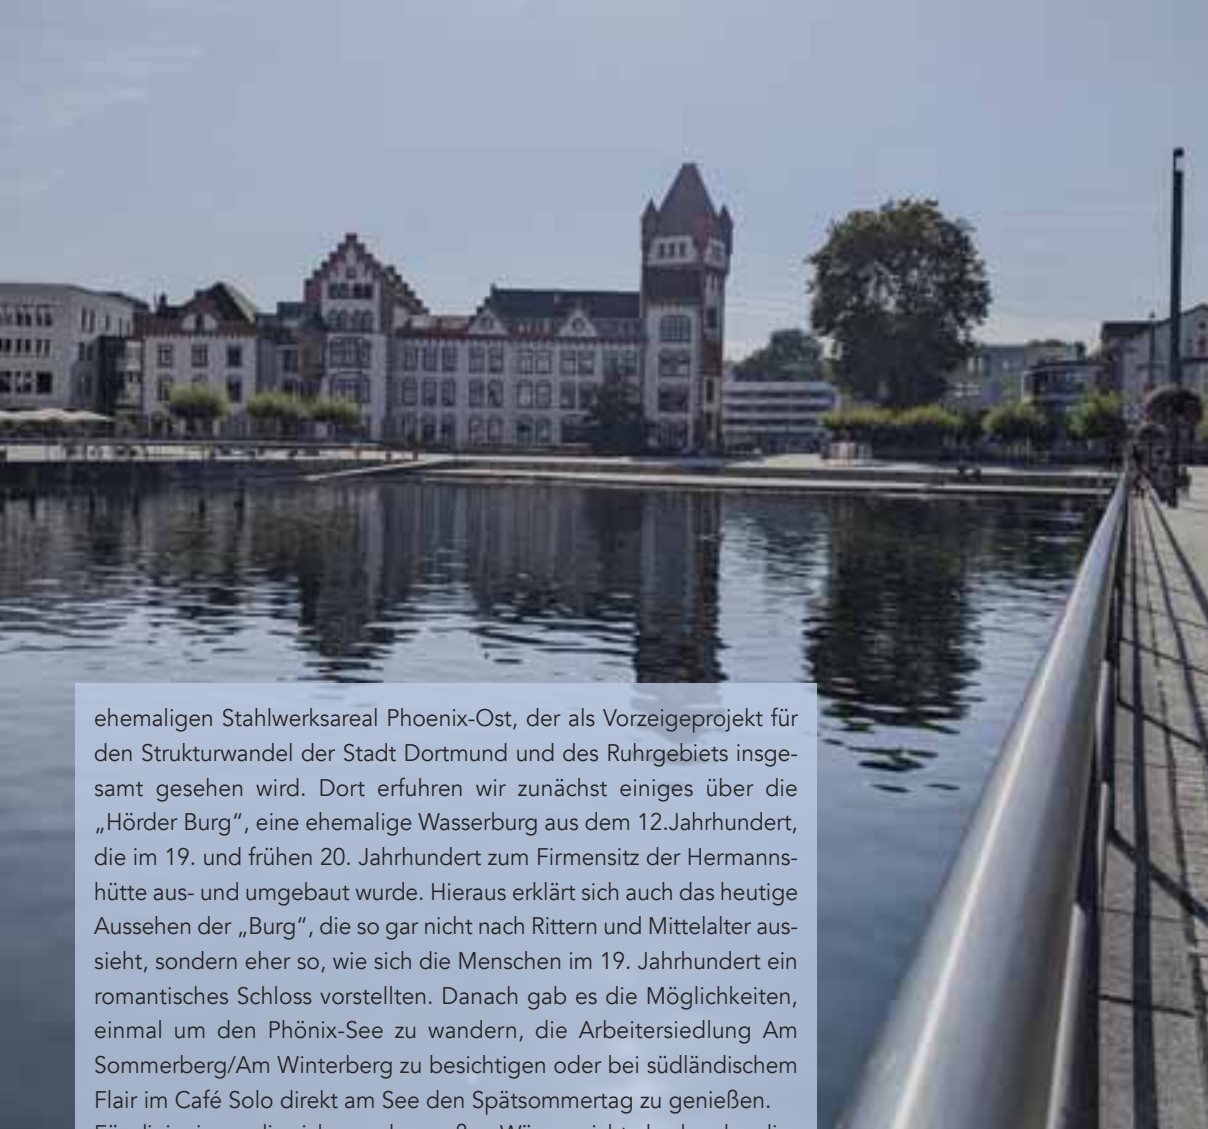 ehemaligen Stahlwerksareal Phoenix-Ost, der als Vorzeigeprojekt für
den Strukturwandel der Stadt Dortmund und des Ruhrgebiets insge-
samt gesehen wird. Dort erfuhren wir zunächst einiges über die
„Hörder Burg“, eine ehemalige Wasserburg aus dem 12.Jahrhundert,
die im 19. und frühen 20. Jahrhundert zum Firmensitz der Hermanns-
hütte aus- und umgebaut wurde. Hieraus erklärt sich auch das heutige
Aussehen der „Burg“, die so gar nicht nach Rittern und Mittelalter aus-
sieht, sondern eher so, wie sich die Menschen im 19. Jahrhundert ein
romantisches Schloss vorstellten. Danach gab es die Möglichkeiten,
einmal um den Phönix-See zu wandern, die Arbeitersiedlung Am
Sommerberg/Am Winterberg zu besichtigen oder bei südländischem
Flair im Café Solo direkt am See den Spätsommertag zu genießen.